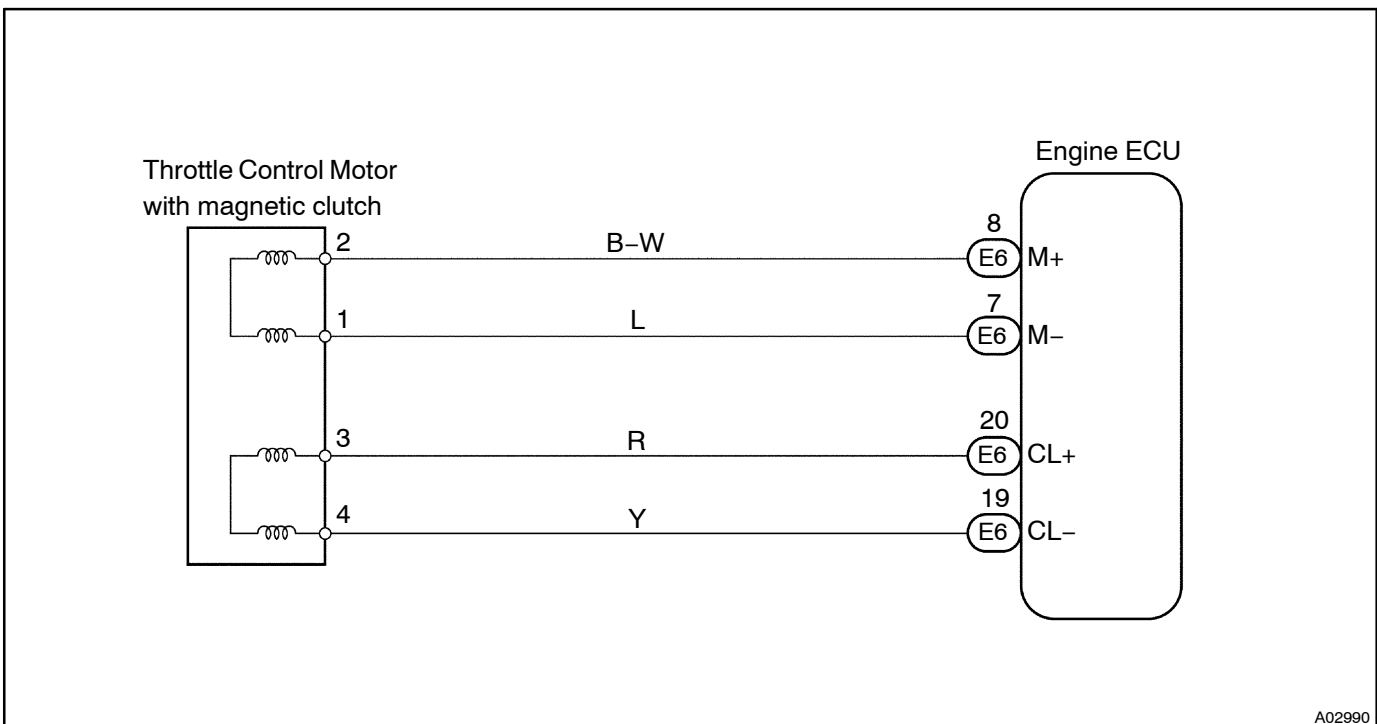 Engine ECU
Throttle Control Motor
with magnetic clutch
2 B−W 8 E6 M+
1 L 7 E6 M−
3 R 20 E6 CL+
4 Y 19 E6 CL−
A02990